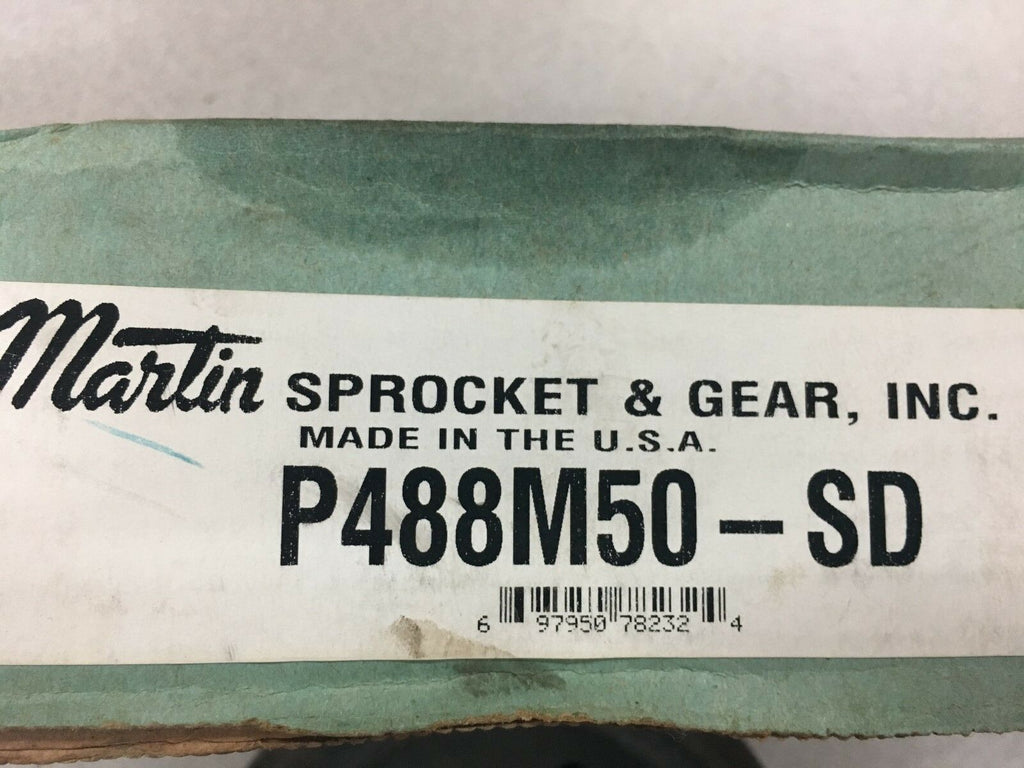 Martin SPROCKET & GEAR, INC.
MADE IN THE U.S.A.
P488M50-SD
6 97950 78232 4